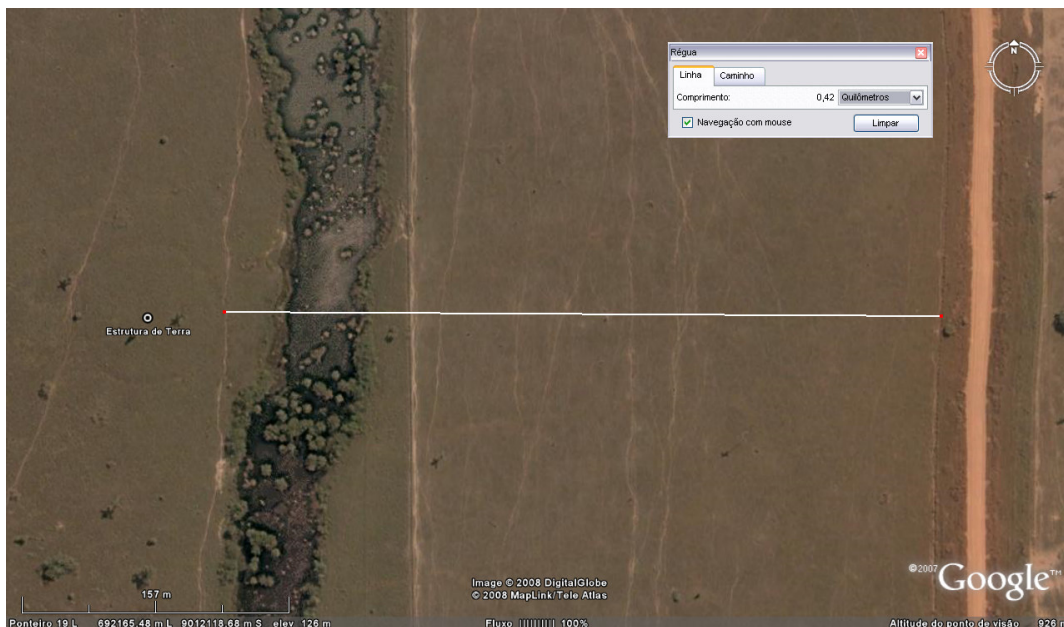 Régua
Linha Caminho
Comprimento: 0,42 Quilômetros
Navegação com mouse Limpar
N
Estrutura de Terra
157 m
Image © 2008 DigitalGlobe
© 2008 MapLink/Tele Atlas
©2007 Google™
Ponteiro 19 L 692165.48 m L 9012118.68 m S elev 126 m Fluxo 100% Altitude do ponto de visão 926